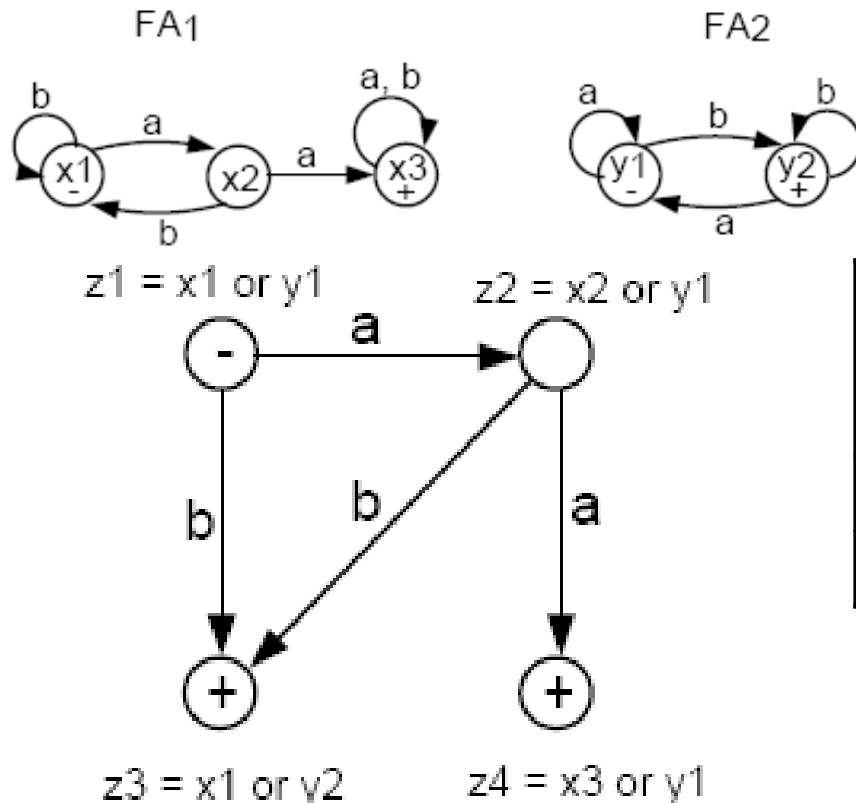 FA1 FA2
b a a, b a b b
x1 a x3 y1 y2
- x2 + - +
b a
z1 = x1 or y1 z2 = x2 or y1
a
-
b b a
+ +
z3 = x1 or y2 z4 = x3 or y1